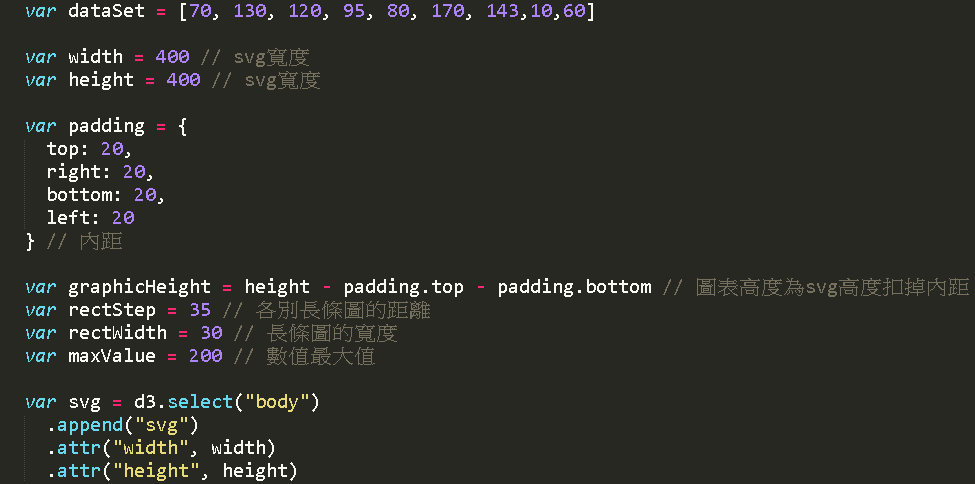 var dataSet = [70, 130, 120, 95, 80, 170, 143,10,60]
var width = 400 // svg寬度
var height = 400 // svg寬度
var padding = {
top: 20,
right: 20,
bottom: 20,
left: 20
} // 內距
var graphicHeight = height - padding.top - padding.bottom // 圖表高度為svg高度扣掉內距
var rectStep = 35 // 各別長條圖的距離
var rectWidth = 30 // 長條圖的寬度
var maxValue = 200 // 數值最大值
var svg = d3.select("body")
.append("svg")
.attr("width", width)
.attr("height", height)